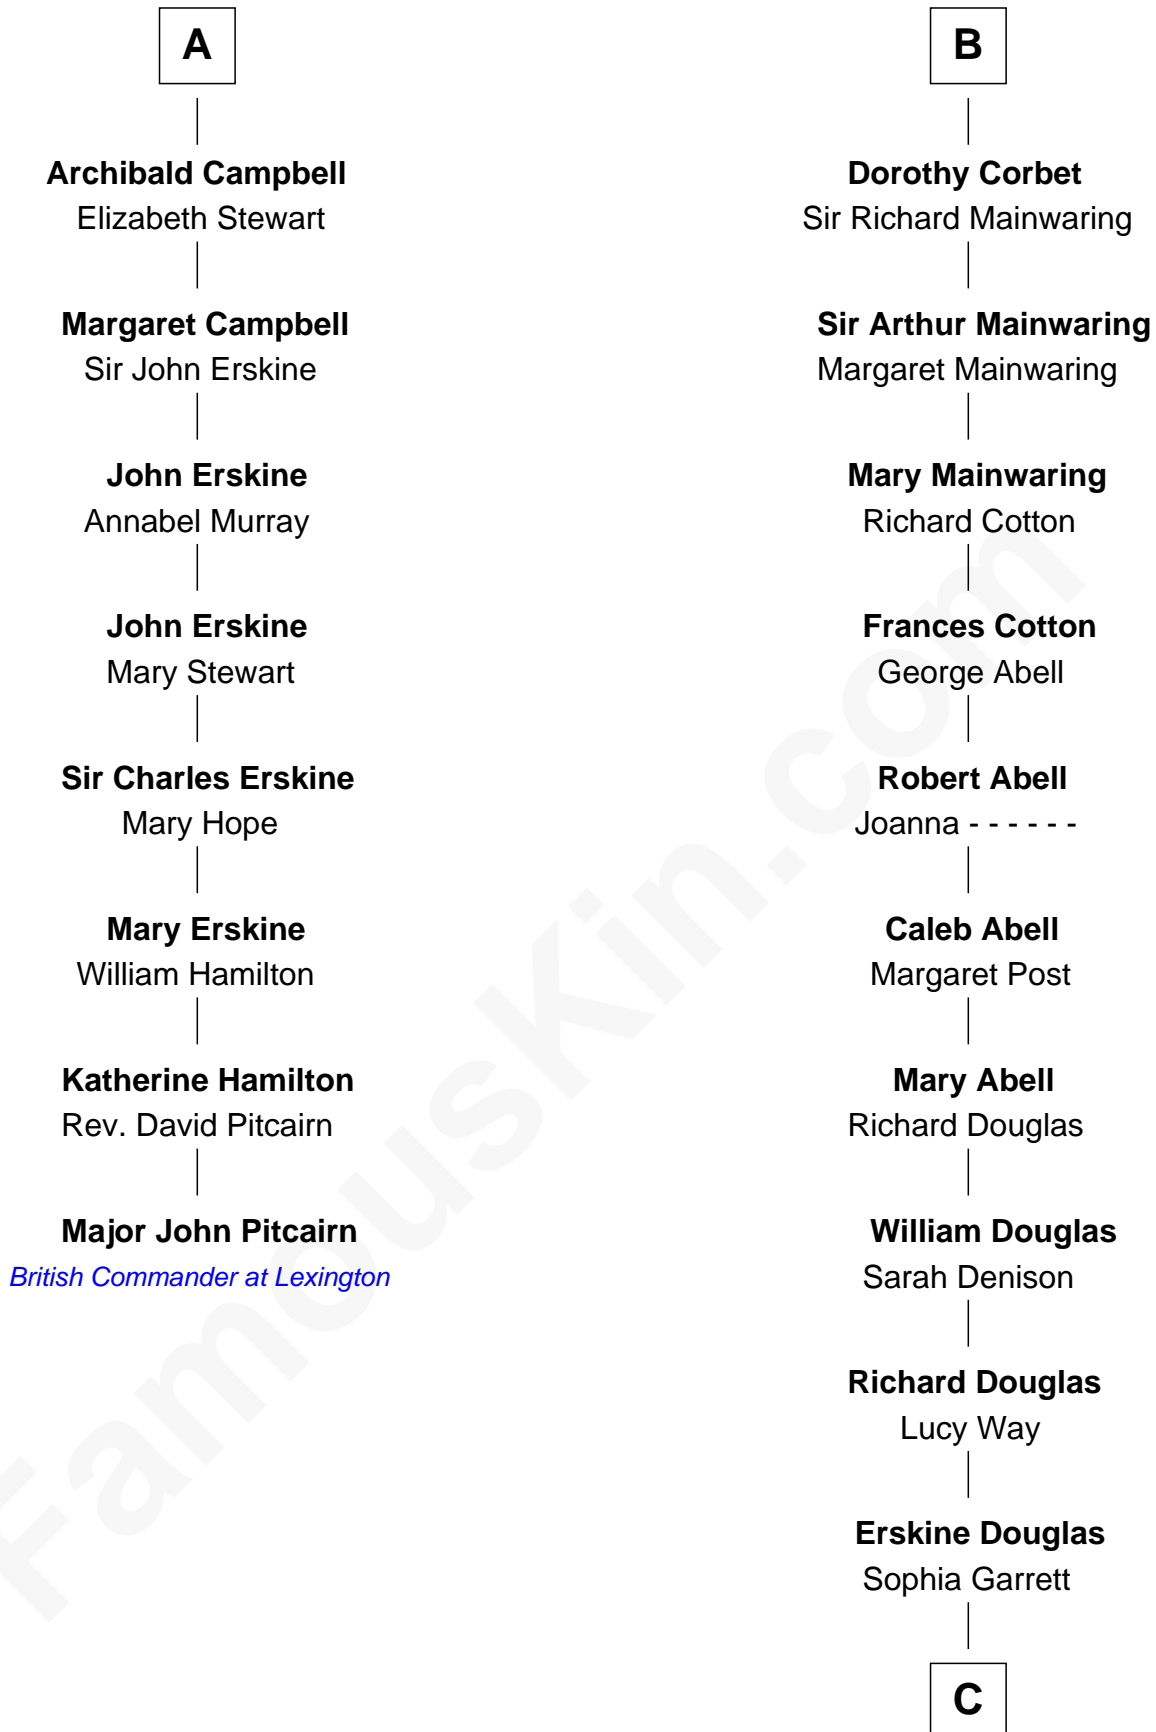 A
Archibald Campbell
Elizabeth Stewart
Margaret Campbell
Sir John Erskine
John Erskine
Annabel Murray
John Erskine
Mary Stewart
Sir Charles Erskine
Mary Hope
Mary Erskine
William Hamilton
Katherine Hamilton
Rev. David Pitcairn
Major John Pitcairn
British Commander at Lexington
B
Dorothy Corbet
Sir Richard Mainwaring
Sir Arthur Mainwaring
Margaret Mainwaring
Mary Mainwaring
Richard Cotton
Frances Cotton
George Abell
Robert Abell
Joanna - - - - - -
Caleb Abell
Margaret Post
Mary Abell
Richard Douglas
William Douglas
Sarah Denison
Richard Douglas
Lucy Way
Erskine Douglas
Sophia Garrett
C
FamousKin.com